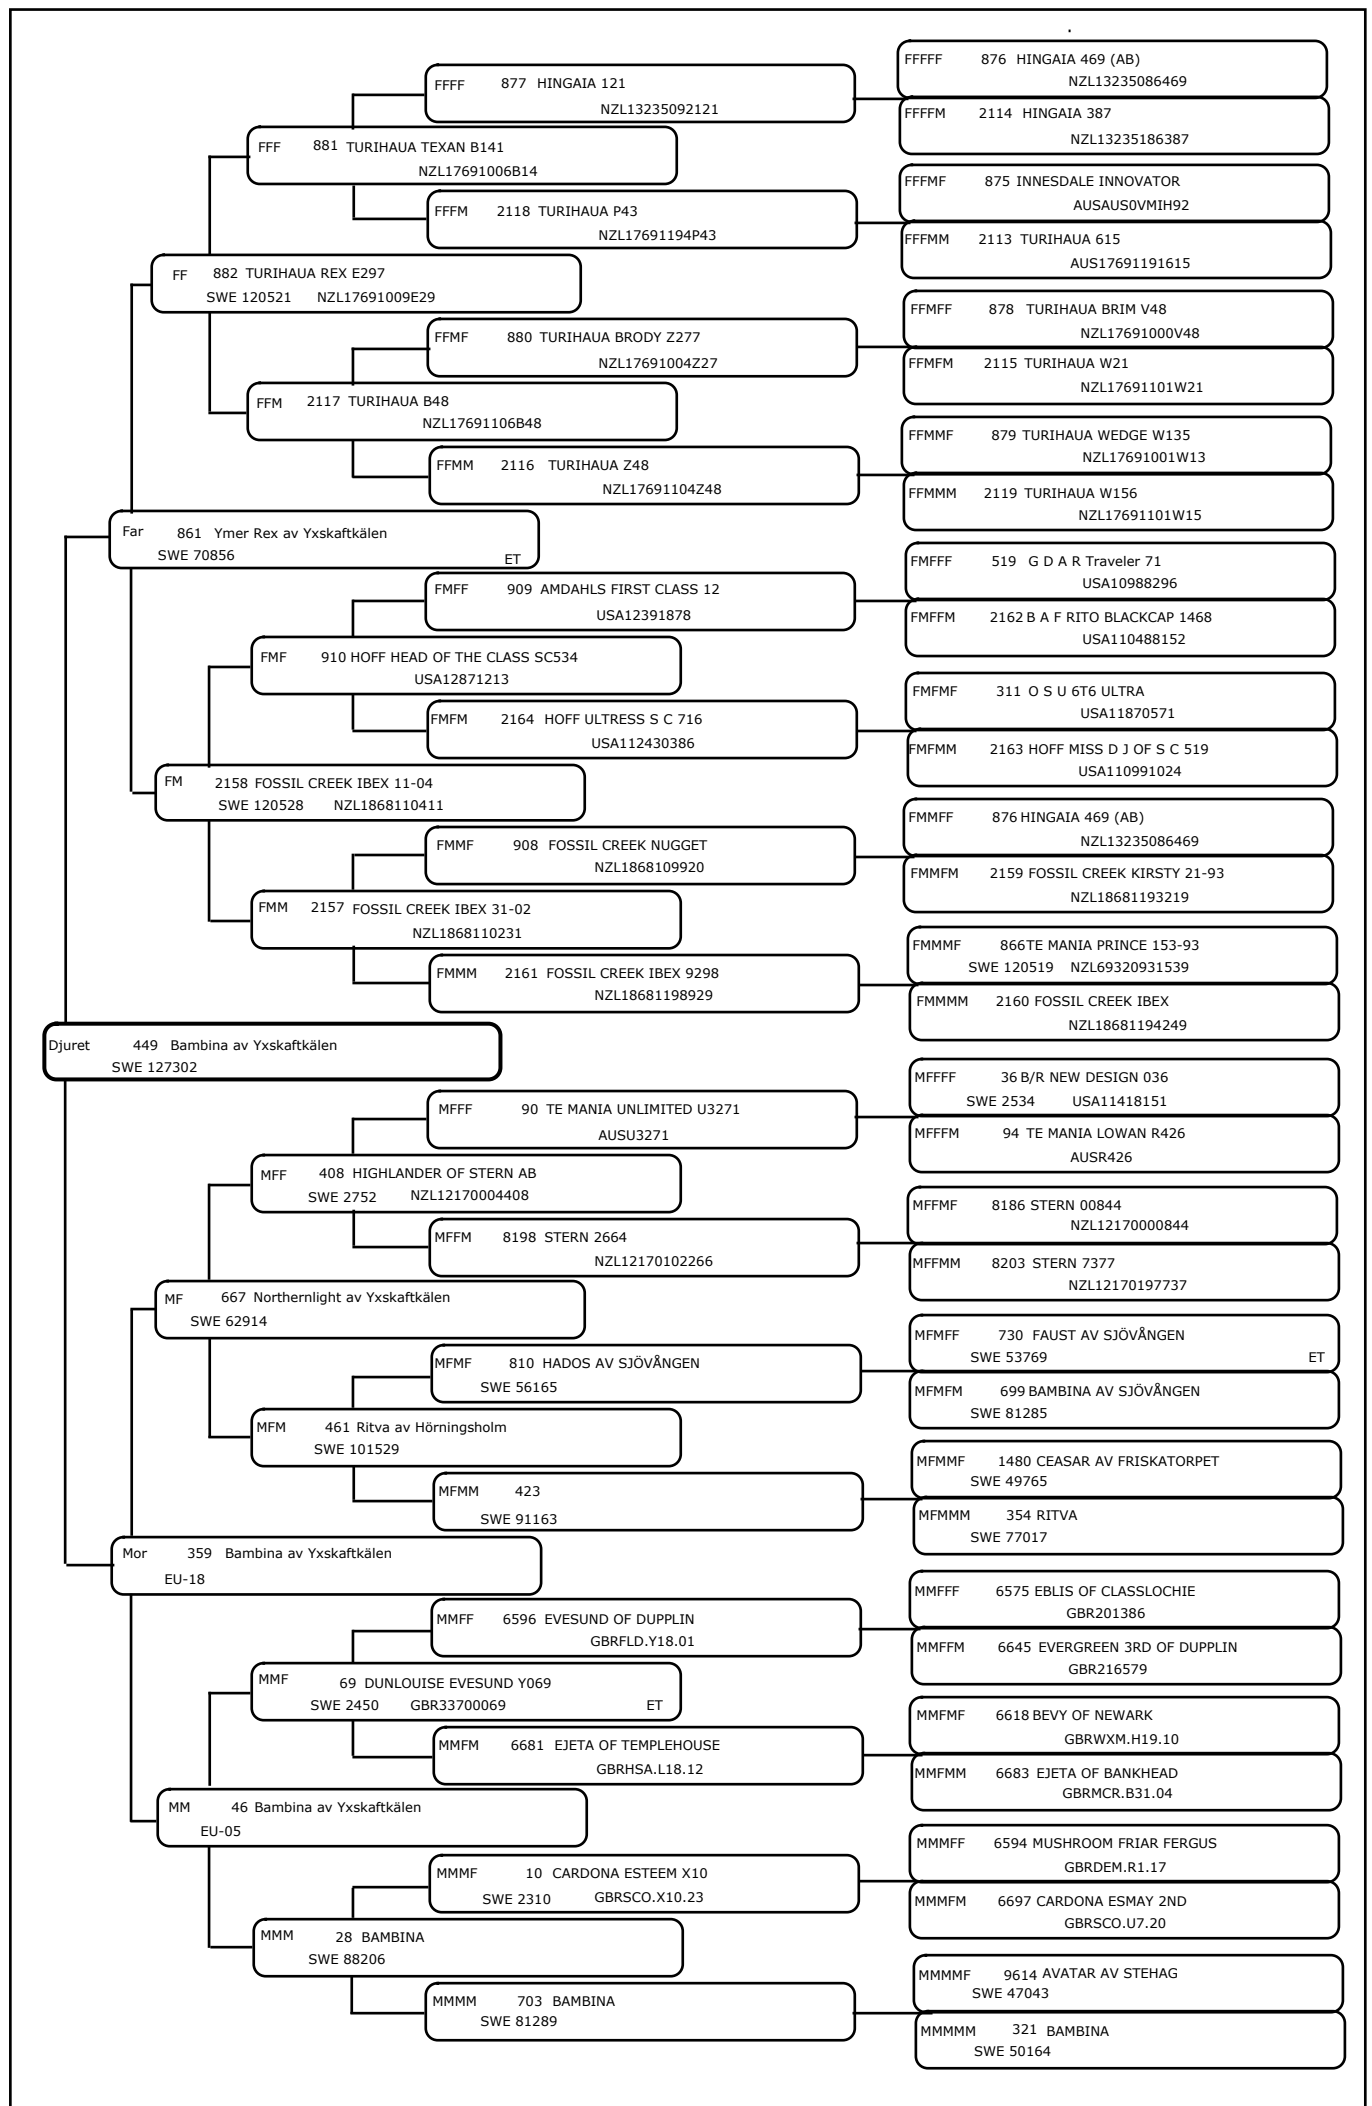 FFFFF 876 HINGAIA 469 (AB)
NZL13235086469
FFFF 877 HINGAIA 121
NZL13235092121
FFFFM 2114 HINGAIA 387
NZL13235186387
FFF 881 TURIHAUA TEXAN B141
NZL17691006B14
FFFMF 875 INNESDALE INNOVATOR
AUSAUS0VMIH92
FFFM 2118 TURIHAUA P43
NZL17691194P43
FFFMM 2113 TURIHAUA 615
AUS17691191615
FF 882 TURIHAUA REX E297
SWE 120521 NZL17691009E29
FFMFF 878 TURIHAUA BRIM V48
NZL17691000V48
FFMF 880 TURIHAUA BRODY Z277
NZL17691004Z27
FFMFM 2115 TURIHAUA W21
NZL17691101W21
FFM 2117 TURIHAUA B48
NZL17691106B48
FFMMF 879 TURIHAUA WEDGE W135
NZL17691001W13
FFMM 2116 TURIHAUA Z48
NZL17691104Z48
FFMMM 2119 TURIHAUA W156
NZL17691101W15
Far 861 Ymer Rex av Yxskaftkälen
SWE 70856 ET
FMFFF 519 G D A R Traveler 71
USA10988296
FMFF 909 AMDAHLS FIRST CLASS 12
USA12391878
FMFFM 2162 B A F RITO BLACKCAP 1468
USA110488152
FMF 910 HOFF HEAD OF THE CLASS SC534
USA12871213
FMFMF 311 O S U 6T6 ULTRA
USA11870571
FMFM 2164 HOFF ULTRESS S C 716
USA112430386
FMFMM 2163 HOFF MISS D J OF S C 519
USA110991024
FM 2158 FOSSIL CREEK IBEX 11-04
SWE 120528 NZL1868110411
FMMFF 876 HINGAIA 469 (AB)
NZL13235086469
FMMF 908 FOSSIL CREEK NUGGET
NZL1868109920
FMMFM 2159 FOSSIL CREEK KIRSTY 21-93
NZL18681193219
FMM 2157 FOSSIL CREEK IBEX 31-02
NZL1868110231
FMMMF 866 TE MANIA PRINCE 153-93
SWE 120519 NZL69320931539
FMMM 2161 FOSSIL CREEK IBEX 9298
NZL18681198929
FMMMM 2160 FOSSIL CREEK IBEX
NZL18681194249
Djuret 449 Bambina av Yxskaftkälen
SWE 127302
MFFFF 36 B/R NEW DESIGN 036
SWE 2534 USA11418151
MFFF 90 TE MANIA UNLIMITED U3271
AUSU3271
MFFFM 94 TE MANIA LOWAN R426
AUSR426
MFF 408 HIGHLANDER OF STERN AB
SWE 2752 NZL12170004408
MFFMF 8186 STERN 00844
NZL12170000844
MFFM 8198 STERN 2664
NZL12170102266
MFFMM 8203 STERN 7377
NZL12170197737
MF 667 Northernlight av Yxskaftkälen
SWE 62914
MFMFF 730 FAUST AV SJÖVÅNGEN
SWE 53769 ET
MFMF 810 HADOS AV SJÖVÅNGEN
SWE 56165
MFMFM 699 BAMBINA AV SJÖVÅNGEN
SWE 81285
MFM 461 Ritva av Hörningsholm
SWE 101529
MFMMF 1480 CEASAR AV FRISKATORPET
SWE 49765
MFMM 423
SWE 91163
MFMMM 354 RITVA
SWE 77017
Mor 359 Bambina av Yxskaftkälen
EU-18
MMFFF 6575 EBLIS OF CLASSLOCHIE
GBR201386
MMFF 6596 EVESUND OF DUPPLIN
GBRFLD.Y18.01
MMFFM 6645 EVERGREEN 3RD OF DUPPLIN
GBR216579
MMF 69 DUNLOUISE EVESUND Y069
SWE 2450 GBR33700069 ET
MMFMF 6618 BEVY OF NEWARK
GBRWXM.H19.10
MMFM 6681 EJETA OF TEMPLEHOUSE
GBRHSA.L18.12
MMFMM 6683 EJETA OF BANKHEAD
GBRMCR.B31.04
MM 46 Bambina av Yxskaftkälen
EU-05
MMMFF 6594 MUSHROOM FRIAR FERGUS
GBRDEM.R1.17
MMMF 10 CARDONA ESTEEM X10
SWE 2310 GBRSCO.X10.23
MMMFM 6697 CARDONA ESMAY 2ND
GBRSCO.U7.20
MMM 28 BAMBINA
SWE 88206
MMMMF 9614 AVATAR AV STEHAG
SWE 47043
MMMM 703 BAMBINA
SWE 81289
MMMMM 321 BAMBINA
SWE 50164